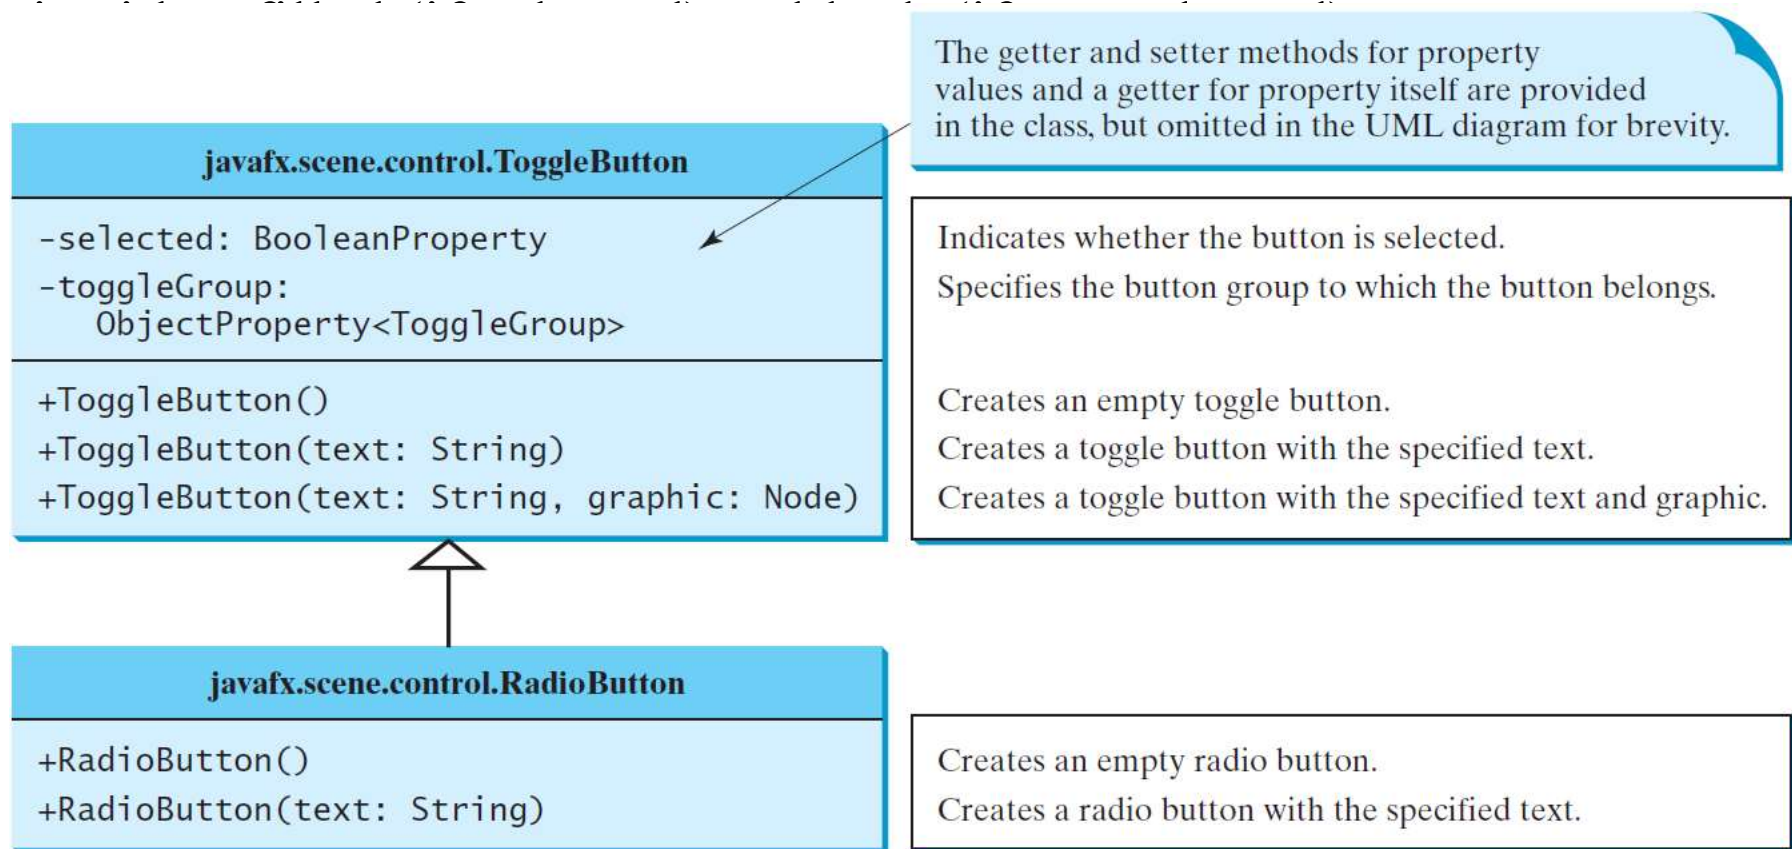 The getter and setter methods for property
values and a getter for property itself are provided
in the class, but omitted in the UML diagram for brevity.
javafx.scene.control.ToggleButton
-selected: BooleanProperty
Indicates whether the button is selected.
-toggleGroup:
Specifies the button group to which the button belongs.
ObjectProperty<ToggleGroup>
+ToggleButton()
Creates an empty toggle button.
+ToggleButton(text: String)
Creates a toggle button with the specified text.
+ToggleButton(text: String, graphic: Node)
Creates a toggle button with the specified text and graphic.
javafx.scene.control.RadioButton
+RadioButton()
Creates an empty radio button.
+RadioButton(text: String)
Creates a radio button with the specified text.